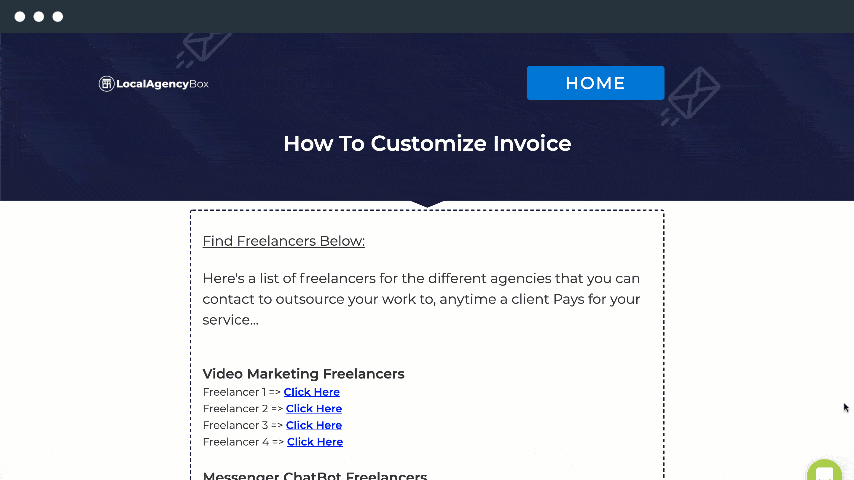 LocalAgencyBox
HOME
How To Customize Invoice
Find Freelancers Below:
Here's a list of freelancers for the different agencies that you can
contact to outsource your work to, anytime a client Pays for your
service...
Video Marketing Freelancers
Freelancer 1 => Click Here
Freelancer 2 => Click Here
Freelancer 3 => Click Here
Freelancer 4 => Click Here
Messenger ChatBot Freelancers